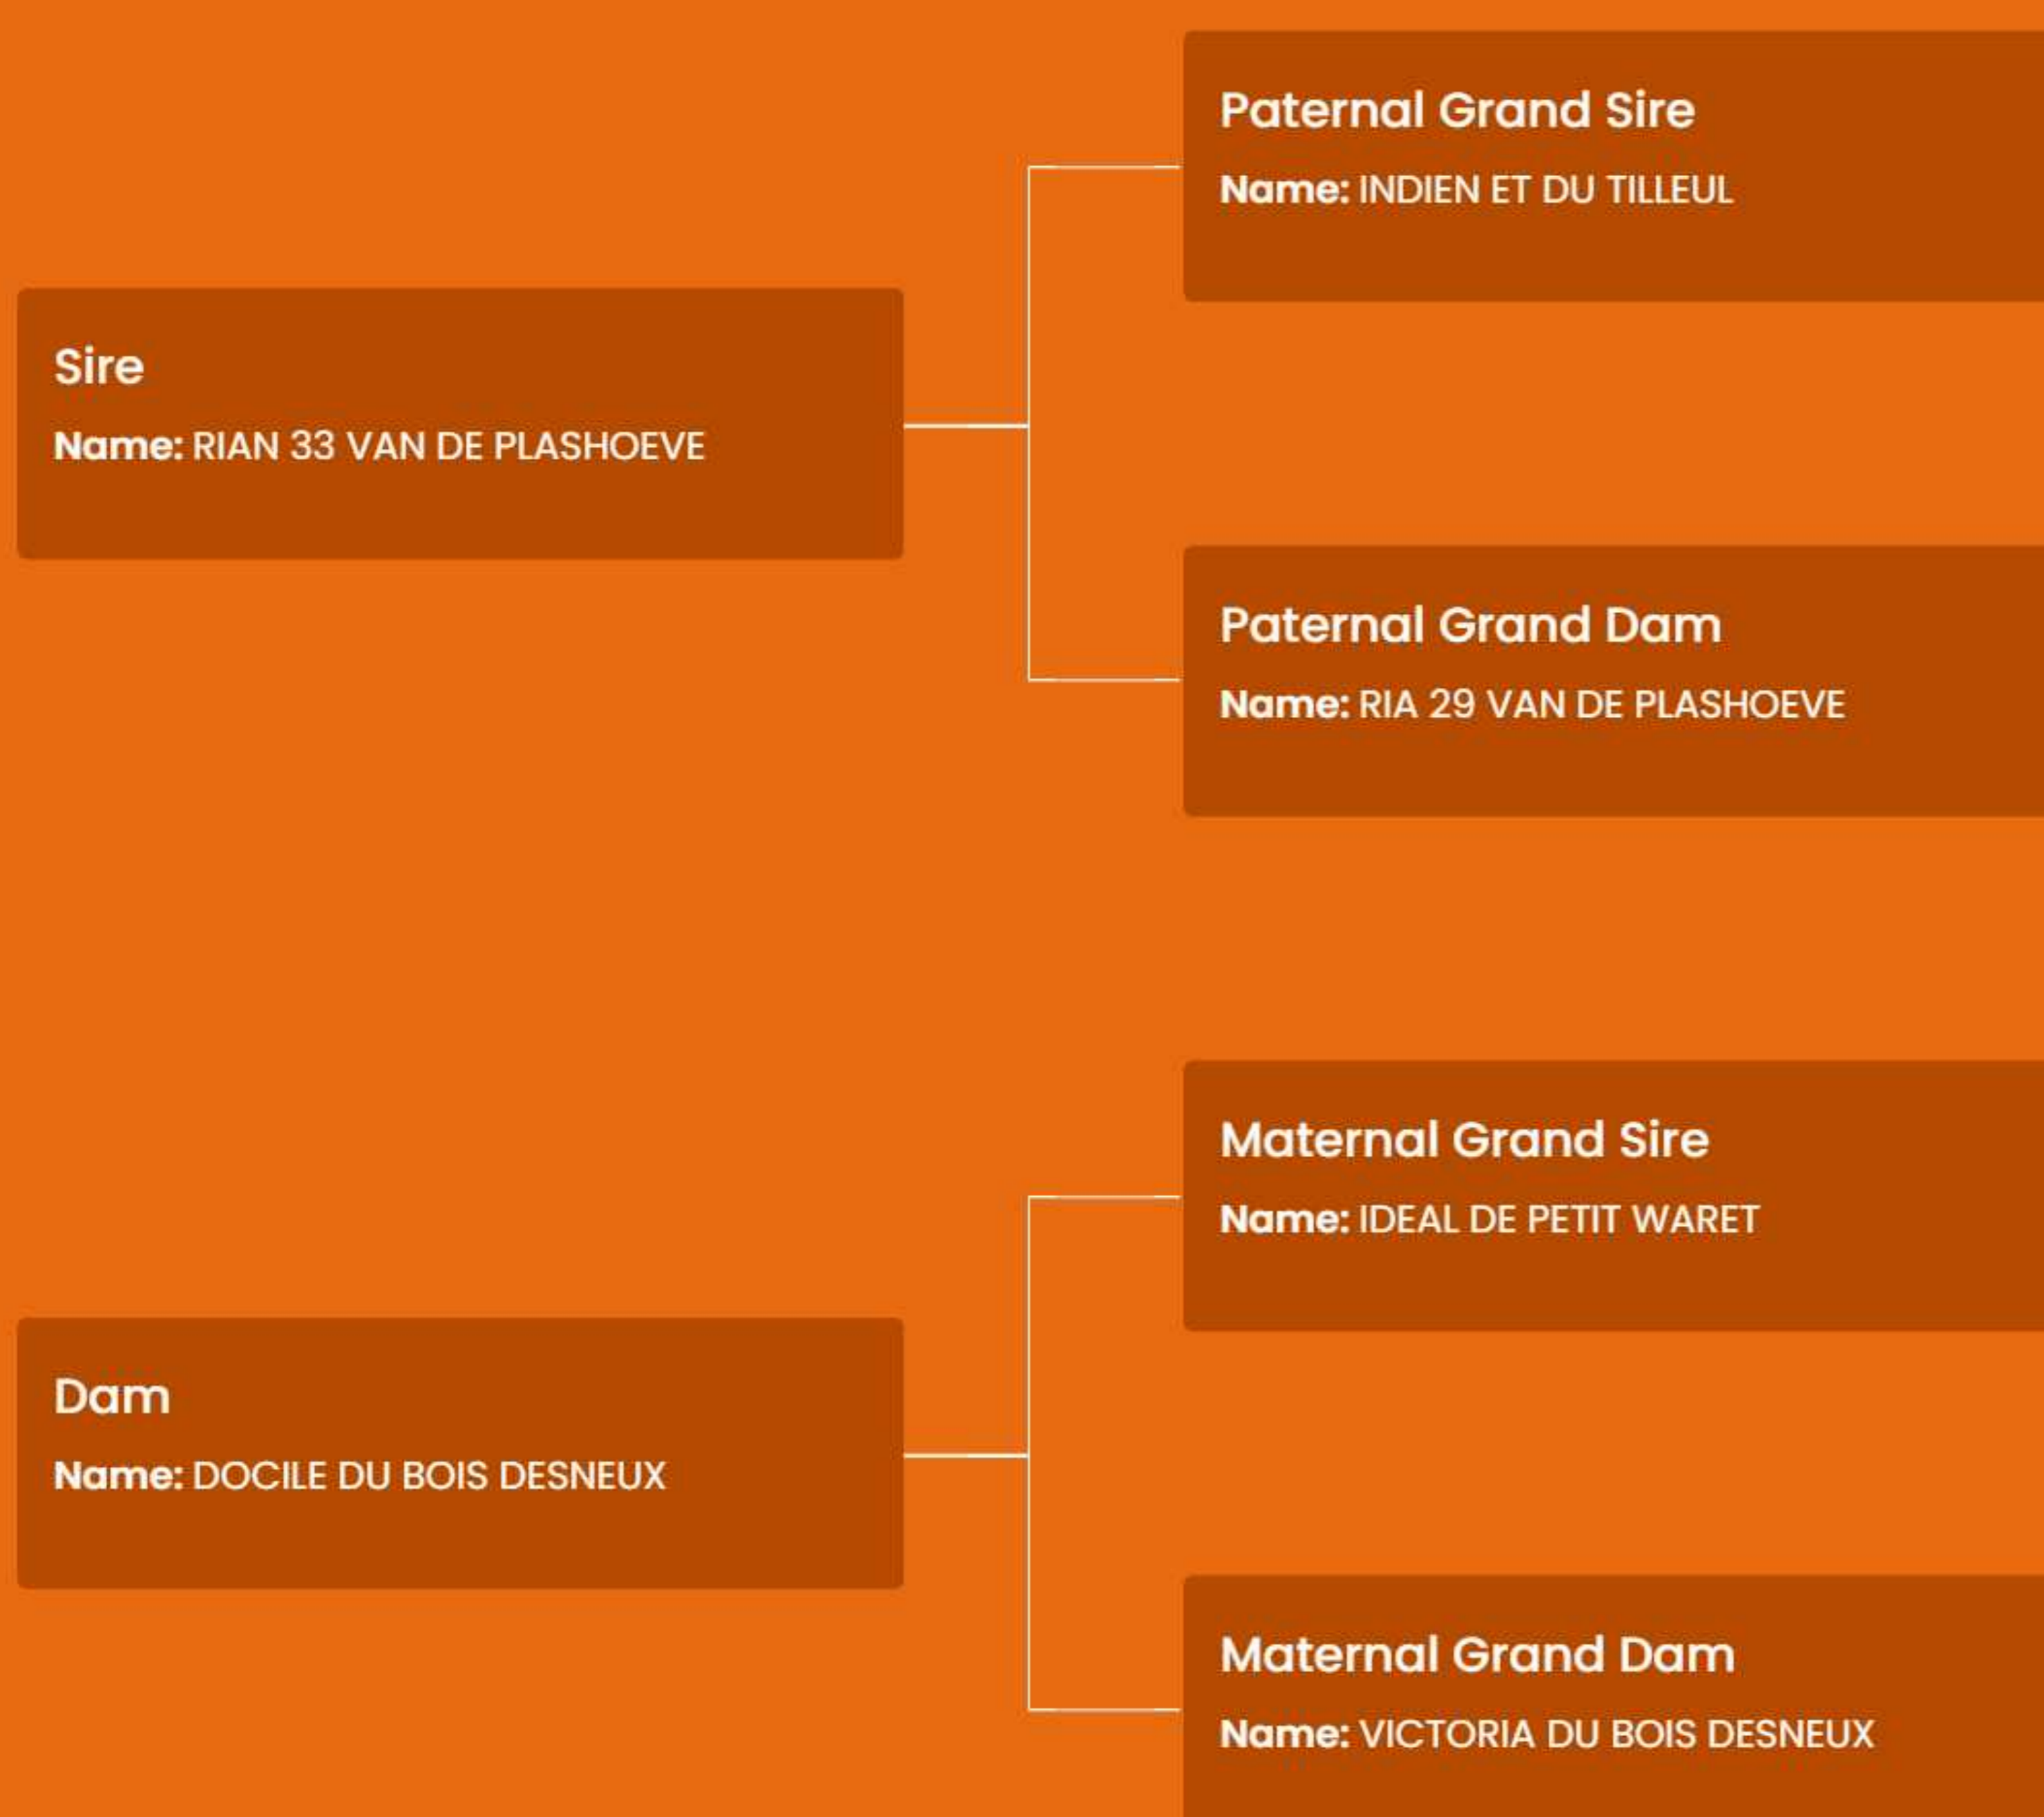 Paternal Grand Sire
Name: INDIEN ET DU TILLEUL
Sire
Name: RIAN 33 VAN DE PLASHOEVE
Paternal Grand Dam
Name: RIA 29 VAN DE PLASHOEVE
Maternal Grand Sire
Name: IDEAL DE PETIT WARET
Dam
Name: DOCILE DU BOIS DESNEUX
Maternal Grand Dam
Name: VICTORIA DU BOIS DESNEUX